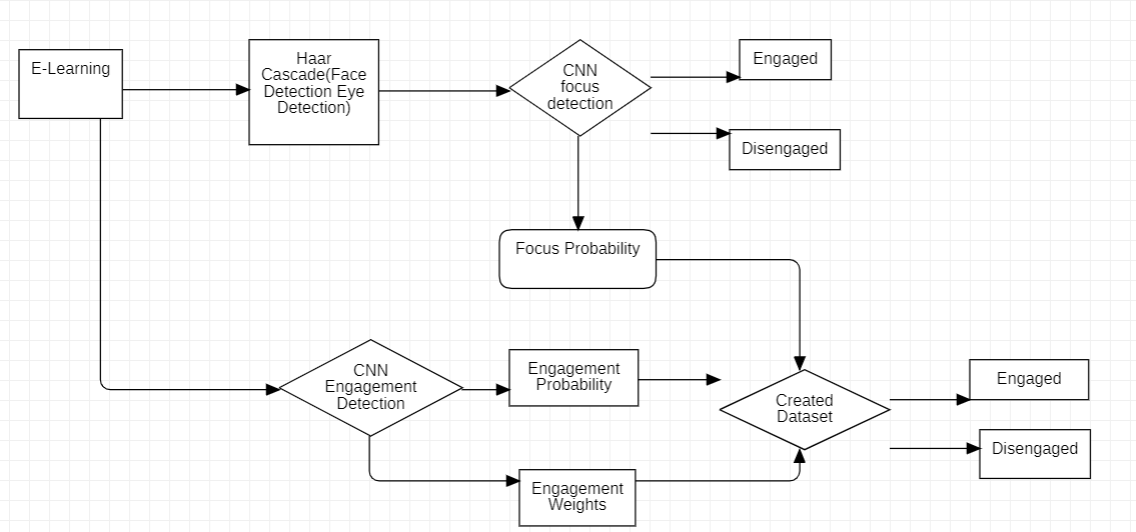 E-Learning
Haar
Cascade(Face
Detection Eye
Detection)
CNN
focus
detection
Engaged
Disengaged
Focus Probability
CNN
Engagement
Detection
Engagement
Probability
Engagement
Weights
Created
Dataset
Engaged
Disengaged